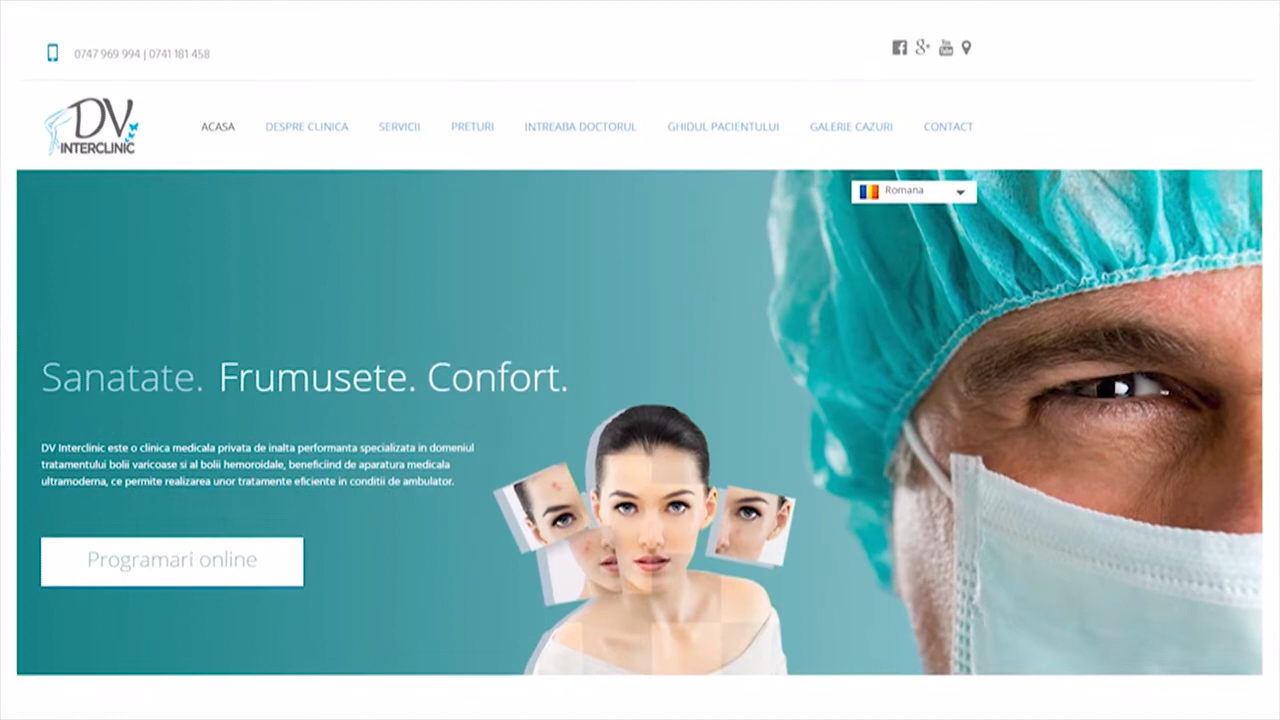 0747 969 994 | 0741 181 458
You
Tube
DV
INTERCLINIC
ACASA DESPRE CLINICA SERVICII PRETURI INTREABA DOCTORUL GHIDUL PACIENTULUI GALERIE CAZURI CONTACT
Romana
Sanatate. Frumusete. Confort.
DV Interclinic este o clinica medicala privata de inalta performanta specializata in domeniul
tratamentului bolii varicoase si al bolii hemoroidale, beneficiind de aparatura medicala
ultramoderna, ce permite realizarea unor tratamente eficiente in conditii de ambulator.
Programari online